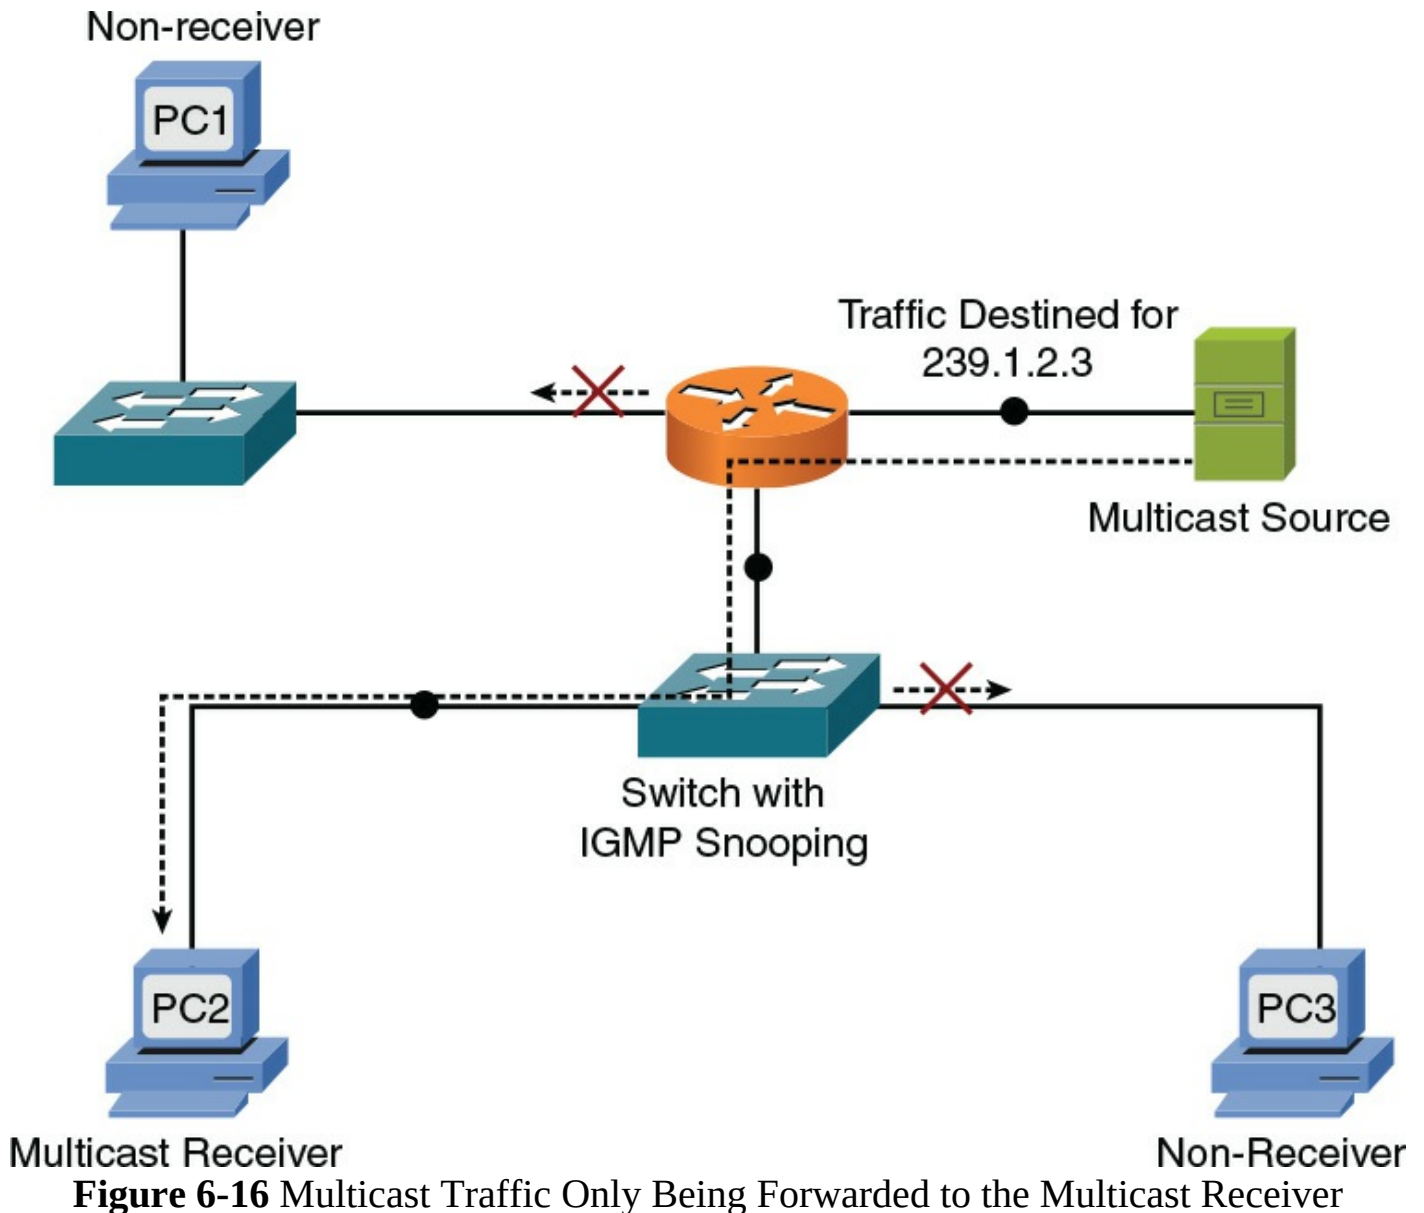 Non-receiver
PC1
Traffic Destined for
239.1.2.3
Multicast Source
Switch with
IGMP Snooping
PC2
PC3
Multicast Receiver
Non-Receiver
Figure 6-16 Multicast Traffic Only Being Forwarded to the Multicast Receiver